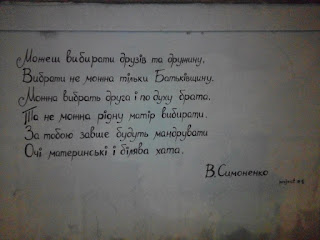 Можеш вибирати друзів та дружину,
Вибрати не можна тільки Батьківщину.
Можна вибрать друга і по духу брата,
Та не можна рідну матір вибирати.
За тобою завше будуть мандрувати
Очі материнські і білява хата.
В. Симоненко